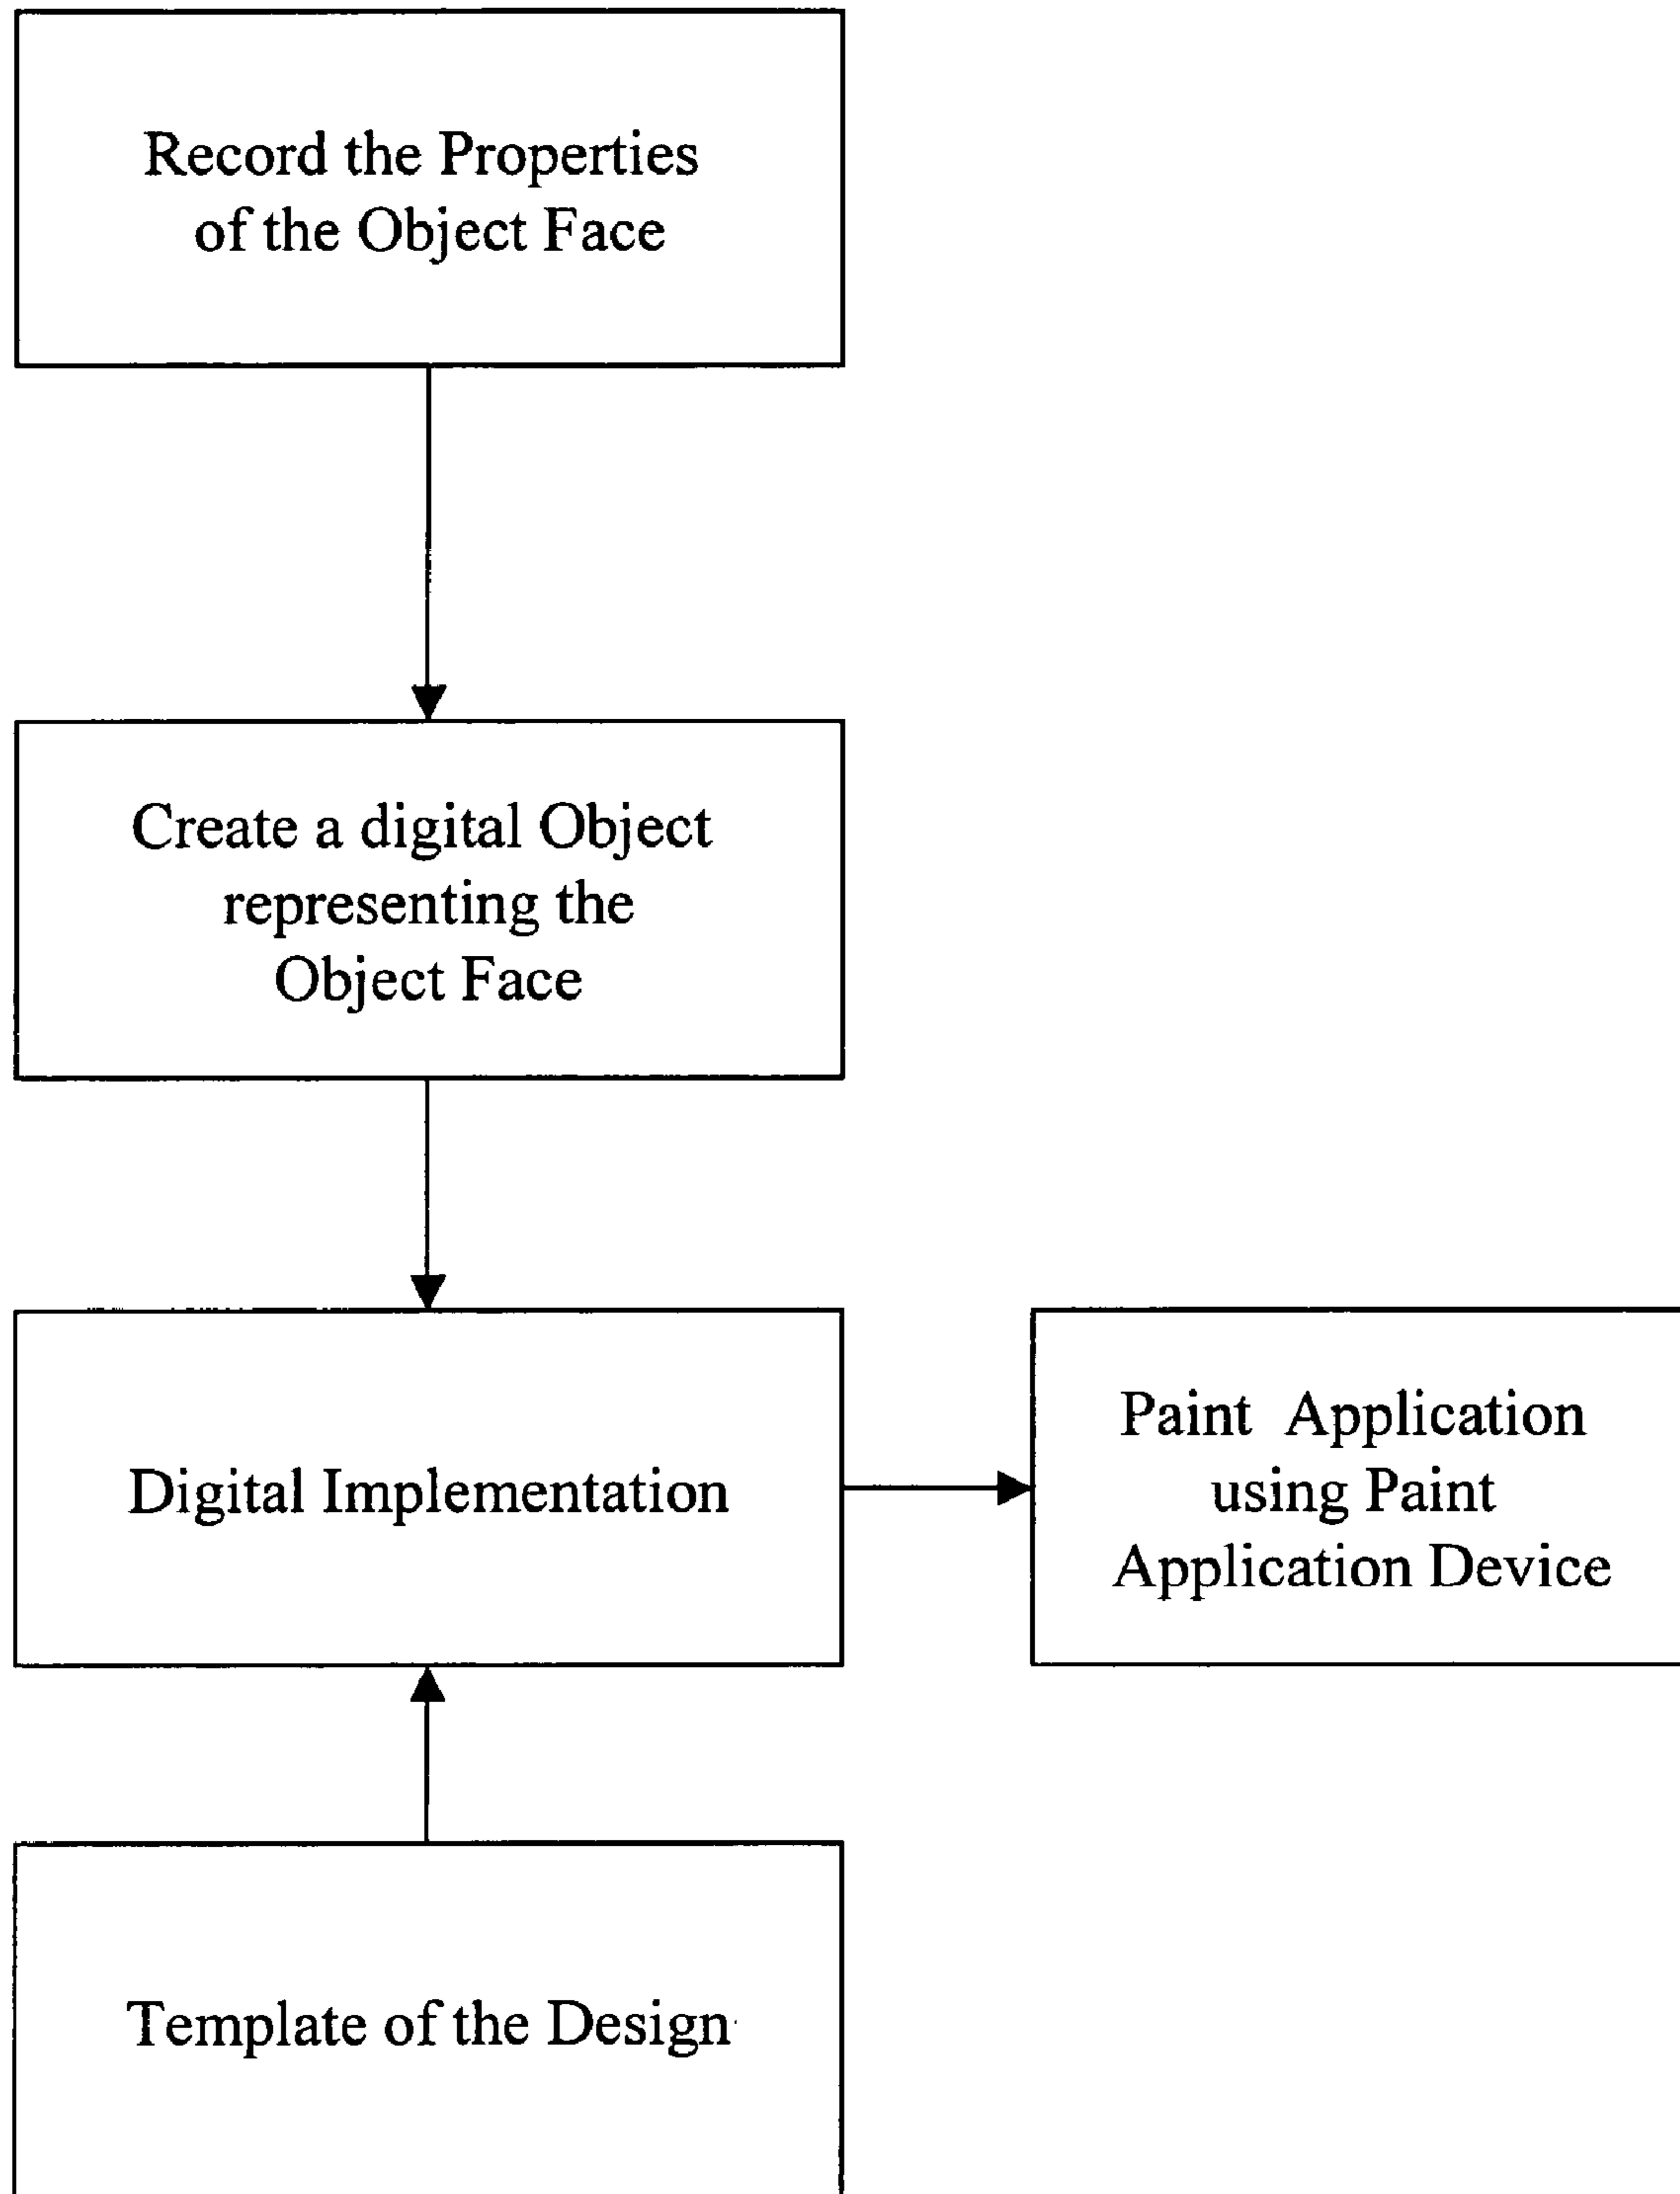 Record the Properties
of the Object Face
Create a digital Object
representing the
Object Face
Digital Implementation
Paint Application
using Paint
Application Device
Template of the Design